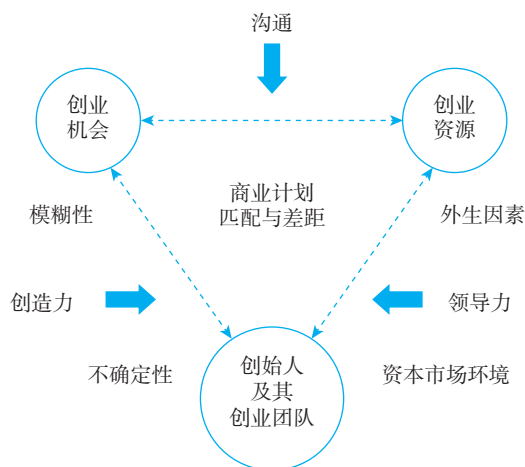 沟通
创业
机会
创业
资源
商业计划
匹配与差距
模糊性
外生因素
创造力
领导力
不确定性
创始人
及其
创业团队
资本市场环境